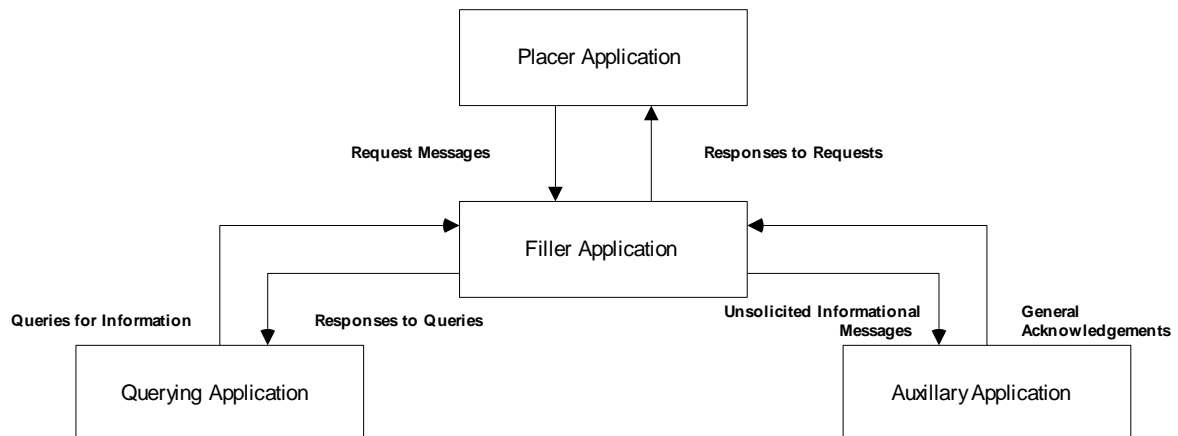 Placer Application
Request Messages
Responses to Requests
Filler Application
Queries for Information
Responses to Queries
Unsolicited Informational
Messages
General
Acknowledgements
Querying Application
Auxillary Application